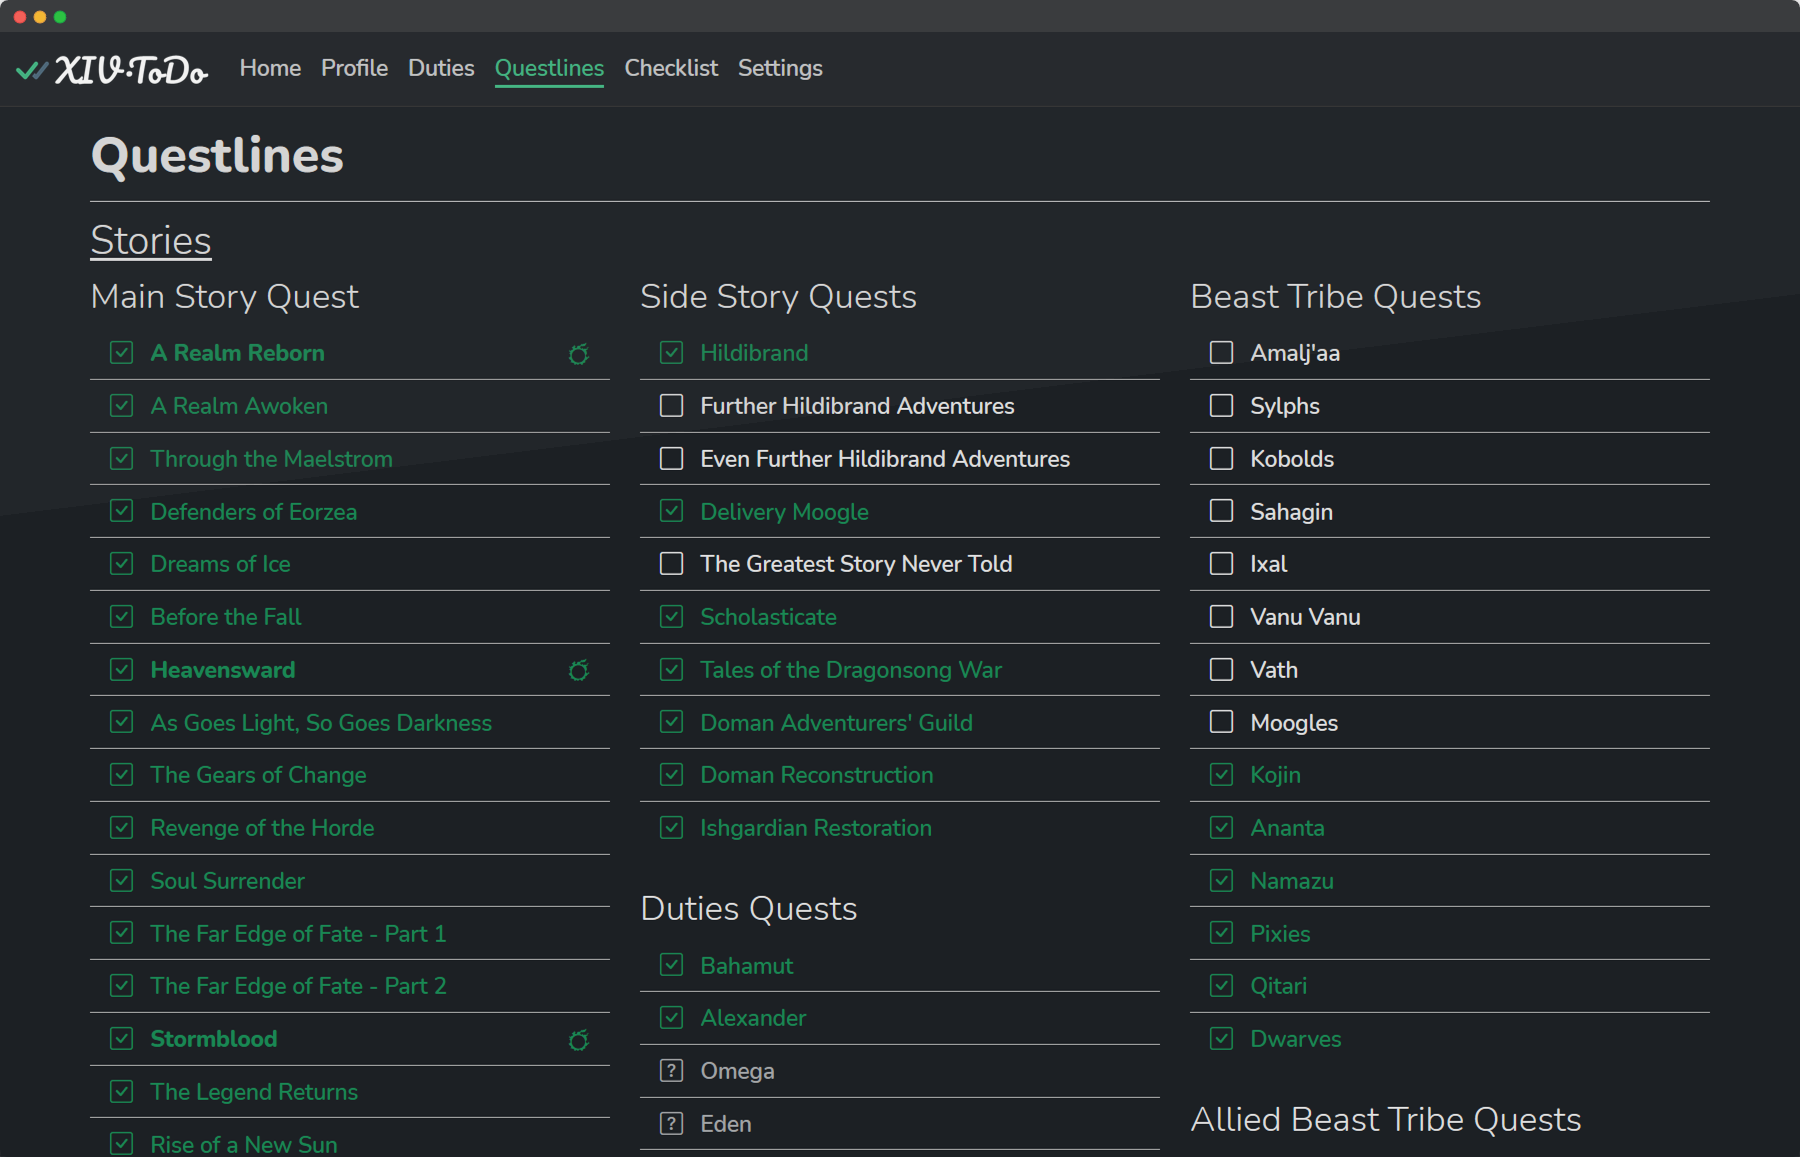 XIV·ToDo
Home
Profile
Duties
Questlines
Checklist
Settings
Questlines
Stories
Main Story Quest
A Realm Reborn
A Realm Awoken
Through the Maelstrom
Defenders of Eorzea
Dreams of Ice
Before the Fall
Heavensward
As Goes Light, So Goes Darkness
The Gears of Change
Revenge of the Horde
Soul Surrender
The Far Edge of Fate - Part 1
The Far Edge of Fate - Part 2
Stormblood
The Legend Returns
Rise of a New Sun
Side Story Quests
Hildibrand
Further Hildibrand Adventures
Even Further Hildibrand Adventures
Delivery Moogle
The Greatest Story Never Told
Scholasticate
Tales of the Dragonsong War
Doman Adventurers' Guild
Doman Reconstruction
Ishgardian Restoration
Duties Quests
Bahamut
Alexander
? Omega
? Eden
Beast Tribe Quests
Amalj'aa
Sylphs
Kobolds
Sahagin
Ixal
Vanu Vanu
Vath
Moogles
Kojin
Ananta
Namazu
Pixies
Qitari
Dwarves
Allied Beast Tribe Quests